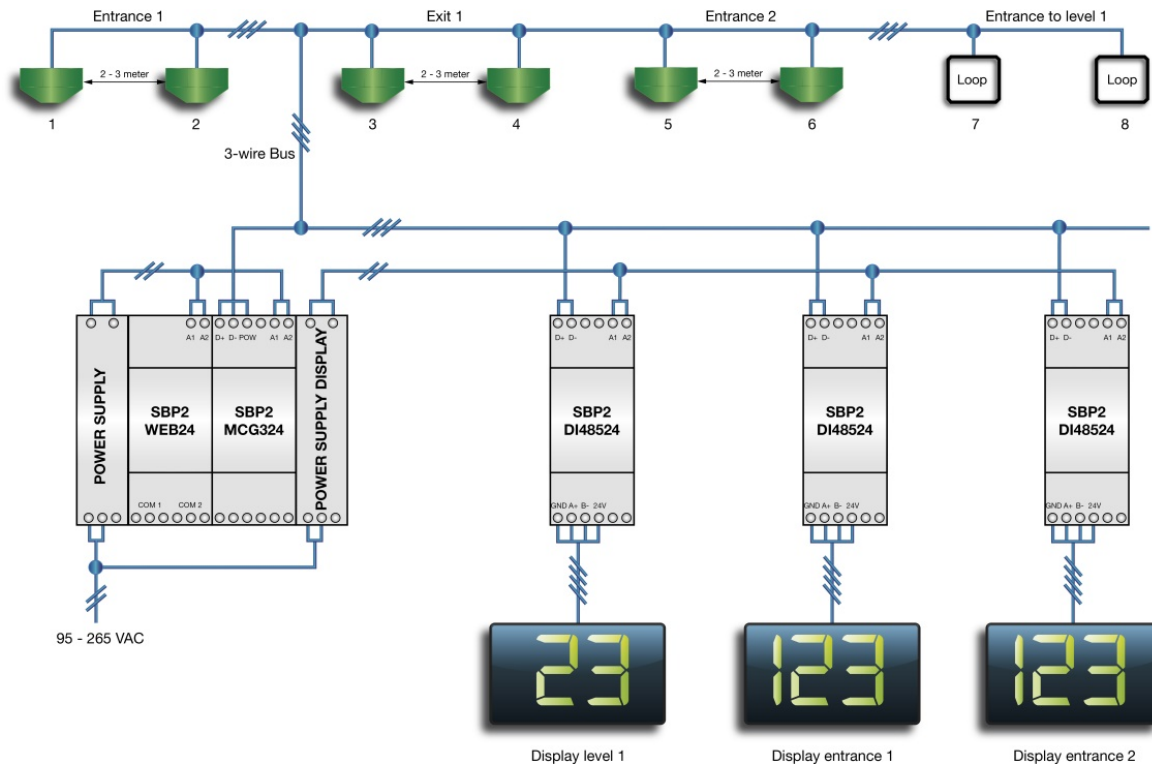 Entrance 1
Exit 1
Entrance 2
Entrance to level 1
2 - 3 meter
2 - 3 meter
2 - 3 meter
Loop
Loop
1
2
3
4
5
6
7
8
3-wire Bus
A1 A2
D+ D- POW A1 A2
D+ D- A1 A2
D+ D- A1 A2
D+ D- A1 A2
POWER SUPPLY
SBP2
WEB24
SBP2
MCG324
POWER SUPPLY DISPLAY
SBP2
DI48524
SBP2
DI48524
SBP2
DI48524
COM 1 COM 2
GND A+ B- 24V
GND A+ B- 24V
GND A+ B- 24V
95 - 265 VAC
23
123
123
Display level 1
Display entrance 1
Display entrance 2